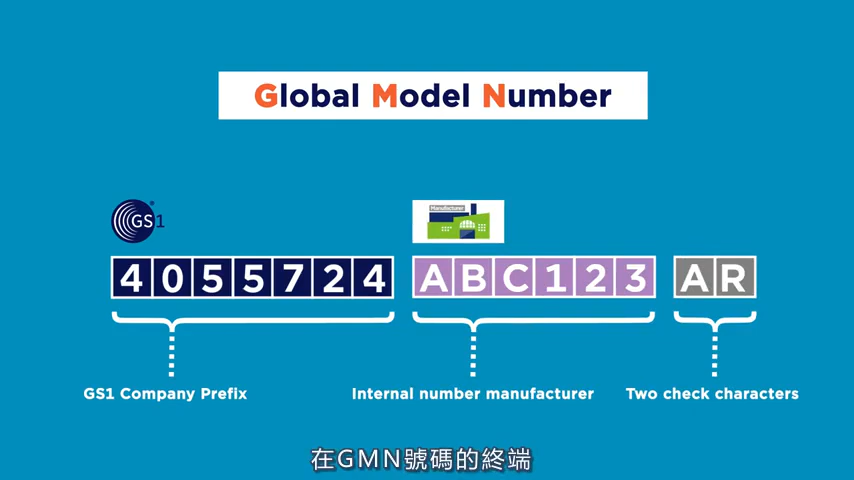 Global Model Number
GS1
Manufacturer
4055724 ABC123 AR
GS1 Company Prefix
Internal number manufacturer
Two check characters
在GMN號碼的終端